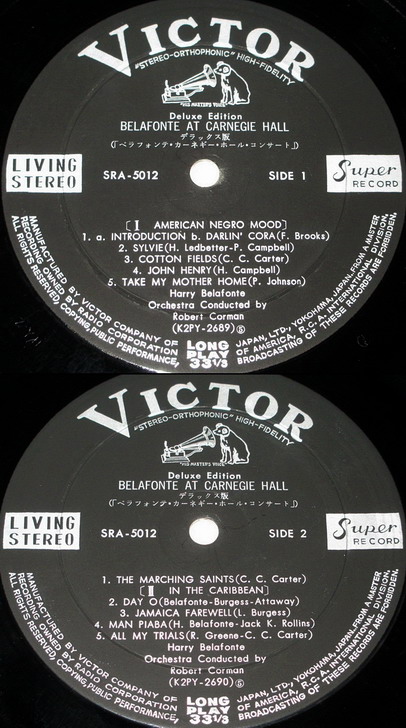 VICTOR
"STEREO-ORTHOPHONIC" HIGH-FIDELITY
"HIS MASTER'S VOICE"
Deluxe Edition
BELAFONTE AT CARNEGIE HALL
デラックス版
(「ベラフォンテ・カーネギー・ホール・コンサート」)
LIVING
STEREO
SRA-5012
SIDE 1
Super
RECORD
〔Ⅰ AMERICAN NEGRO MOOD〕
1. a. INTRODUCTION b. DARLIN' CORA(F. Brooks)
2. SYLVIE(H. Ledbetter-P. Campbell)
3. COTTON FIELDS(C. C. Carter)
4. JOHN HENRY(H. Campbell)
5. TAKE MY MOTHER HOME(P. Johnson)
Harry Belafonte
Orchestra Conducted by
Robert Corman
(K2PY-2689)Ⓢ
LONG
PLAY
33 1/3
MANUFACTURED BY VICTOR COMPANY OF JAPAN, LTD., YOKOHAMA, JAPAN. FROM A MASTER
RECORDING OWNED BY RADIO CORPORATION OF AMERICA, R.C.A. INTERNATIONAL DIVISION.
ALL RIGHTS RESERVED, COPYING, PUBLIC PERFORMANCE, BROADCASTING OF THESE RECORDS ARE FORBIDDEN.
VICTOR
"STEREO-ORTHOPHONIC" HIGH-FIDELITY
"HIS MASTER'S VOICE"
Deluxe Edition
BELAFONTE AT CARNEGIE HALL
デラックス版
(「ベラフォンテ・カーネギー・ホール・コンサート」)
LIVING
STEREO
SRA-5012
SIDE 2
Super
RECORD
1. THE MARCHING SAINTS(C. C. Carter)
〔Ⅱ IN THE CARIBBEAN〕
2. DAY O(Belafonte-Burgess-Attaway)
3. JAMAICA FAREWELL(L. Burgess)
4. MAN PIABA(H. Belafonte-Jack K. Rollins)
5. ALL MY TRIALS(R. Greene-C. C. Carter)
Harry Belafonte
Orchestra Conducted by
Robert Corman
(K2PY-2690)Ⓢ
LONG
PLAY
33 1/3
MANUFACTURED BY VICTOR COMPANY OF JAPAN, LTD., YOKOHAMA, JAPAN. FROM A MASTER
RECORDING OWNED BY RADIO CORPORATION OF AMERICA, R.C.A. INTERNATIONAL DIVISION.
ALL RIGHTS RESERVED, COPYING, PUBLIC PERFORMANCE, BROADCASTING OF THESE RECORDS ARE FORBIDDEN.